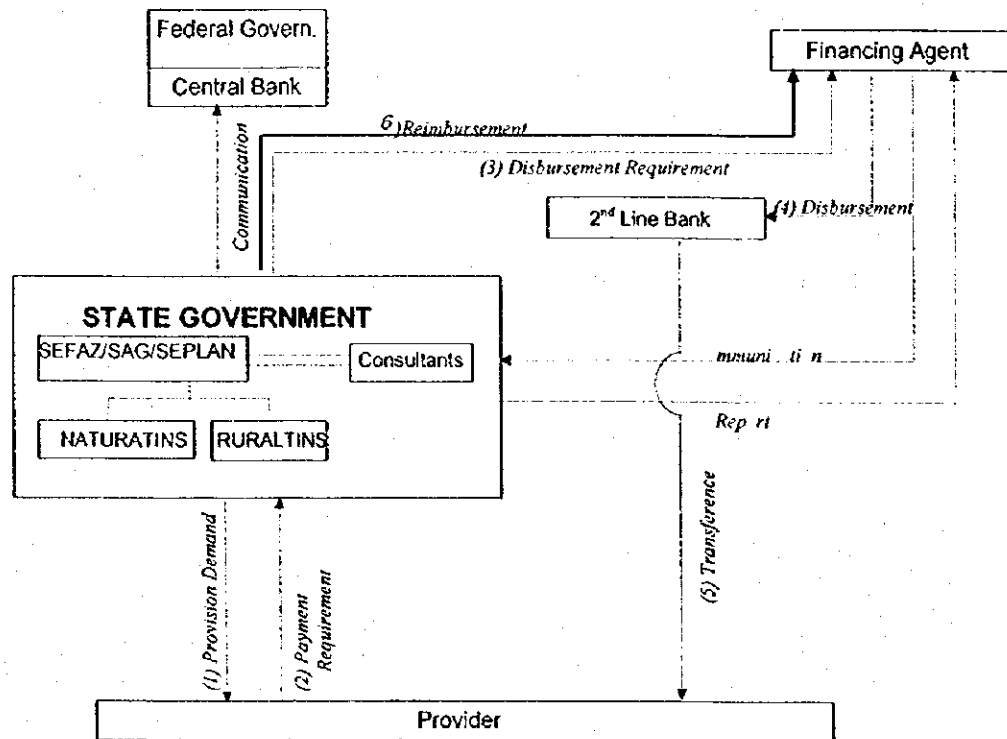 Federal Govern.
Central Bank
Financing Agent
6)Reimbursement
(3) Disbursement Requirement
Communication
2nd Line Bank
(4) Disbursement
STATE GOVERNMENT
SEFAZ/SAG/SEPLAN
Consultants
NATURATINS
RURALTINS
(1) Provision Demand
(2) Payment
Requirement
(5) Transference
Provider